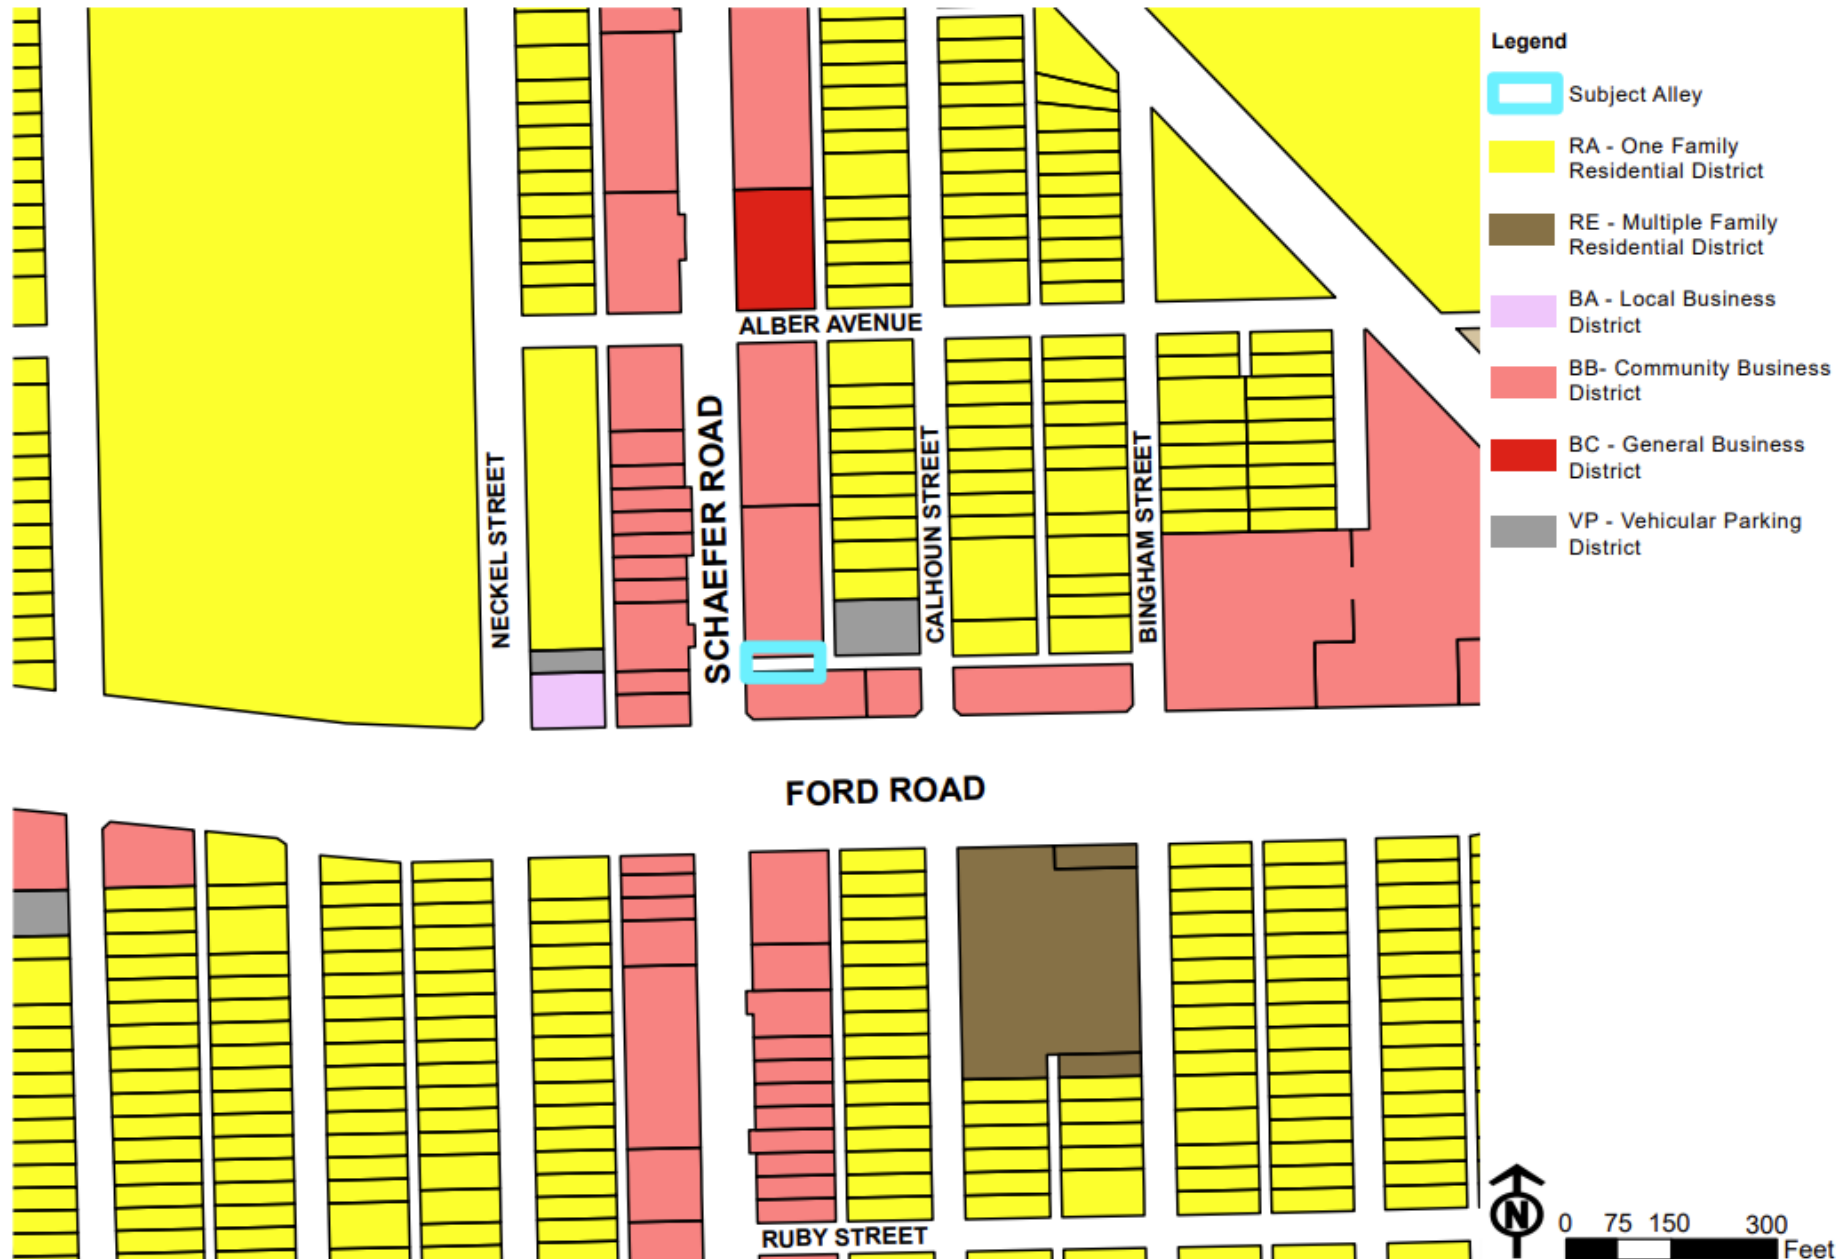 Legend
Subject Alley
RA - One Family
Residential District
RE - Multiple Family
Residential District
BA - Local Business
District
BB- Community Business
District
BC - General Business
District
VP - Vehicular Parking
District
ALBER AVENUE
NECKEL STREET
SCHAEFER ROAD
CALHOUN STREET
BINGHAM STREET
FORD ROAD
RUBY STREET
N
0 75 150 300
Feet